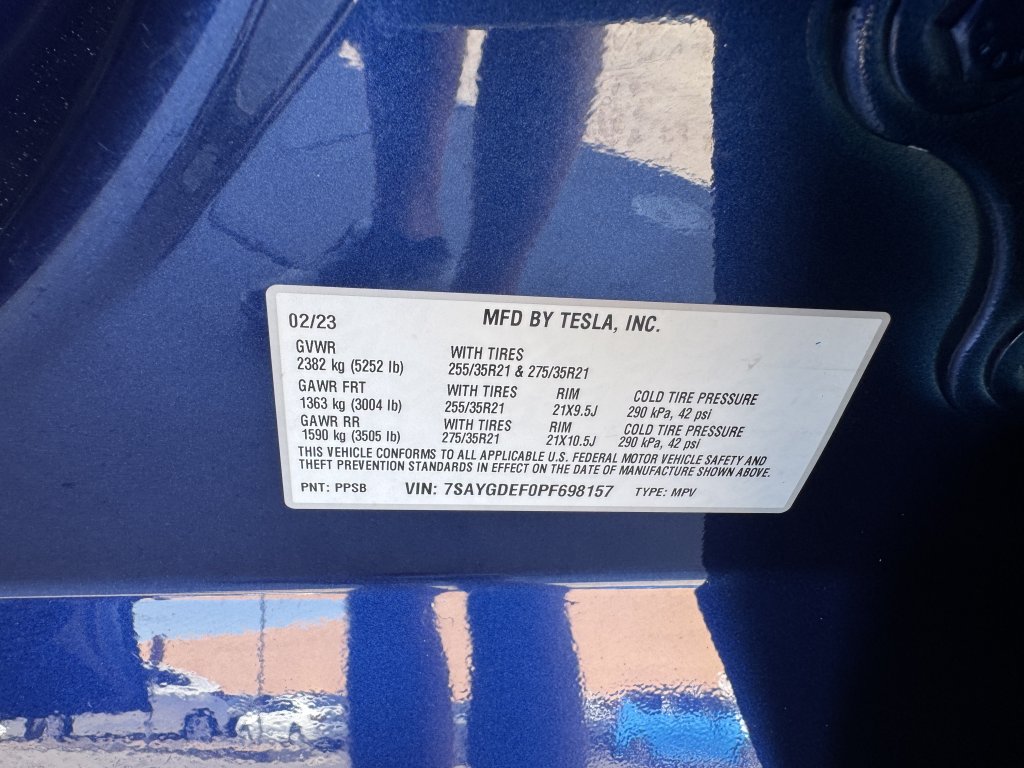 02/23 MFD BY TESLA, INC.
GVWR WITH TIRES
2382 kg (5252 lb) 255/35R21 & 275/35R21
GAWR FRT WITH TIRES RIM COLD TIRE PRESSURE
1363 kg (3004 lb) 255/35R21 21X9.5J 290 kPa, 42 psi
GAWR RR WITH TIRES RIM COLD TIRE PRESSURE
1590 kg (3505 lb) 275/35R21 21X10.5J 290 kPa, 42 psi
THIS VEHICLE CONFORMS TO ALL APPLICABLE U.S. FEDERAL MOTOR VEHICLE SAFETY AND
THEFT PREVENTION STANDARDS IN EFFECT ON THE DATE OF MANUFACTURE SHOWN ABOVE.
PNT: PPSB VIN: 7SAYGDEF0PF698157 TYPE: MPV